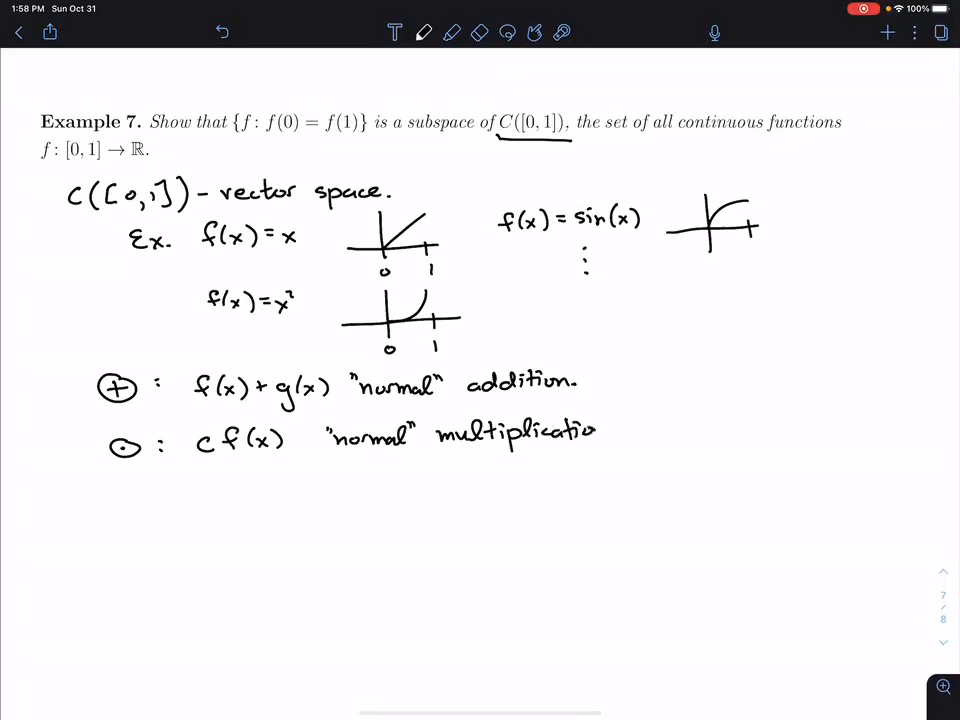 1:58 PM Sun Oct 31
100%
Example 7. Show that {f : f(0) = f(1)} is a subspace of C([0, 1]), the set of all continuous functions
f : [0, 1] → ℝ.
C([0,1]) - vector space.
Ex. f(x) = x
0 1
f(x) = sin(x)
⋮
f(x) = x²
0 1
⊕ : f(x) + g(x) "normal" addition.
⊙ : c f(x) "normal" multiplicatio
7
/
8